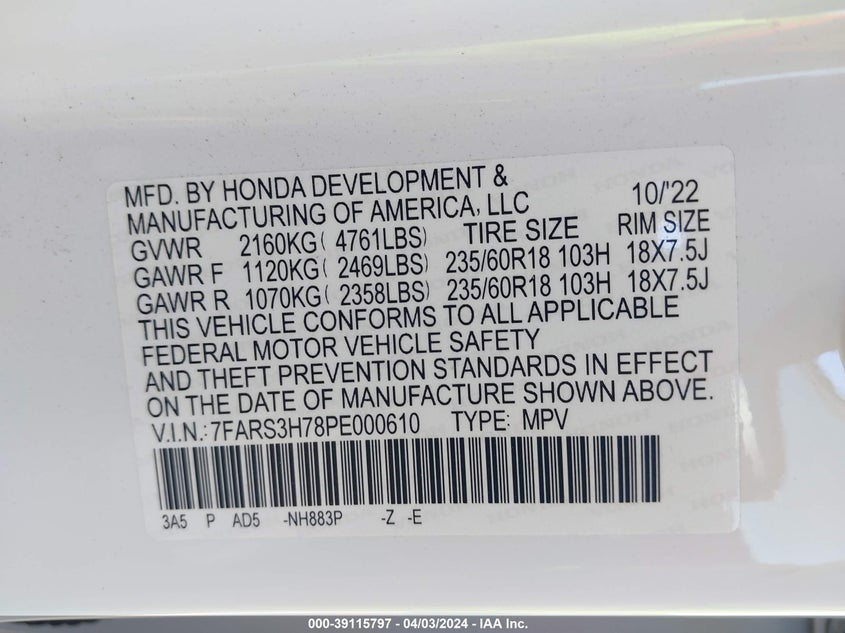 MFD. BY HONDA DEVELOPMENT & 10/'22
MANUFACTURING OF AMERICA, LLC
GVWR 2160KG( 4761LBS) TIRE SIZE RIM SIZE
GAWR F 1120KG( 2469LBS) 235/60R18 103H 18X7.5J
GAWR R 1070KG( 2358LBS) 235/60R18 103H 18X7.5J
THIS VEHICLE CONFORMS TO ALL APPLICABLE
FEDERAL MOTOR VEHICLE SAFETY
AND THEFT PREVENTION STANDARDS IN EFFECT
ON THE DATE OF MANUFACTURE SHOWN ABOVE.
V.I.N.:7FARS3H78PE000610 TYPE: MPV
3A5 P AD5 -NH883P -Z -E
000-39115797 - 04/03/2024 - IAA Inc.